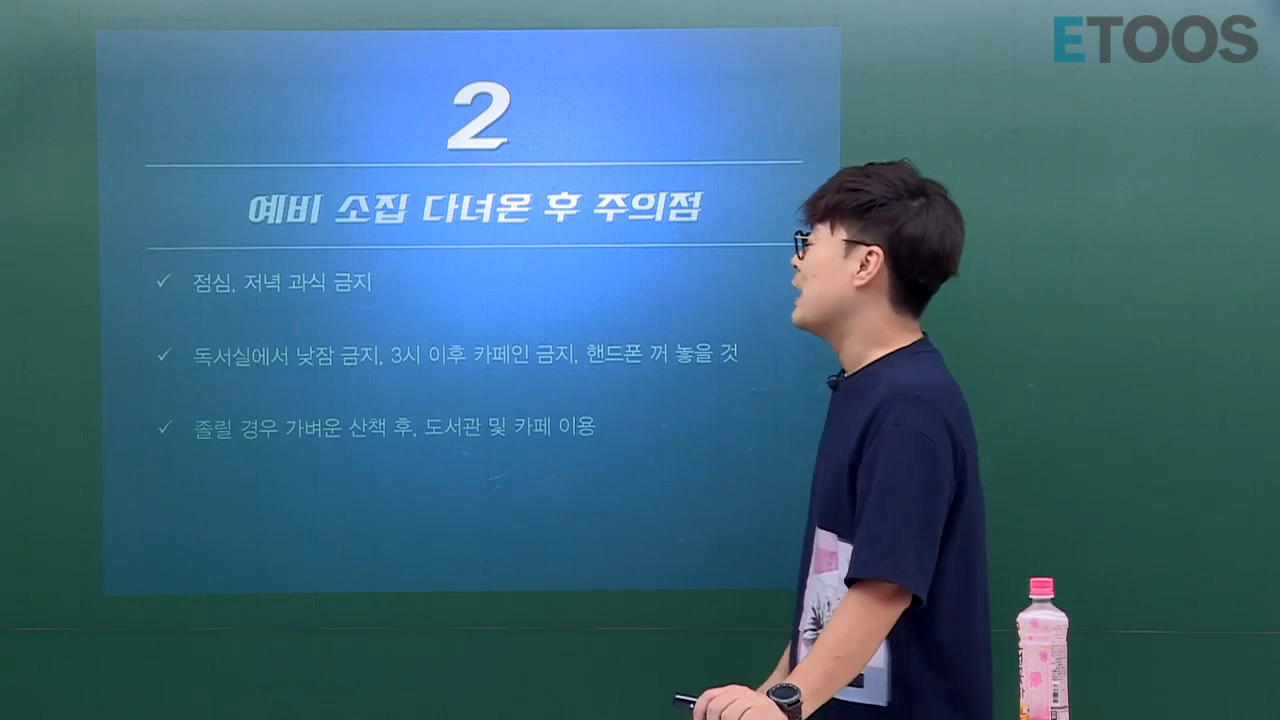 ETOOS
2
예비 소집 다녀온 후 주의점
✓ 점심, 저녁 과식 금지
✓ 독서실에서 낮잠 금지, 3시 이후 카페인 금지, 핸드폰 꺼 놓을 것
✓ 졸릴 경우 가벼운 산책 후, 도서관 및 카페 이용